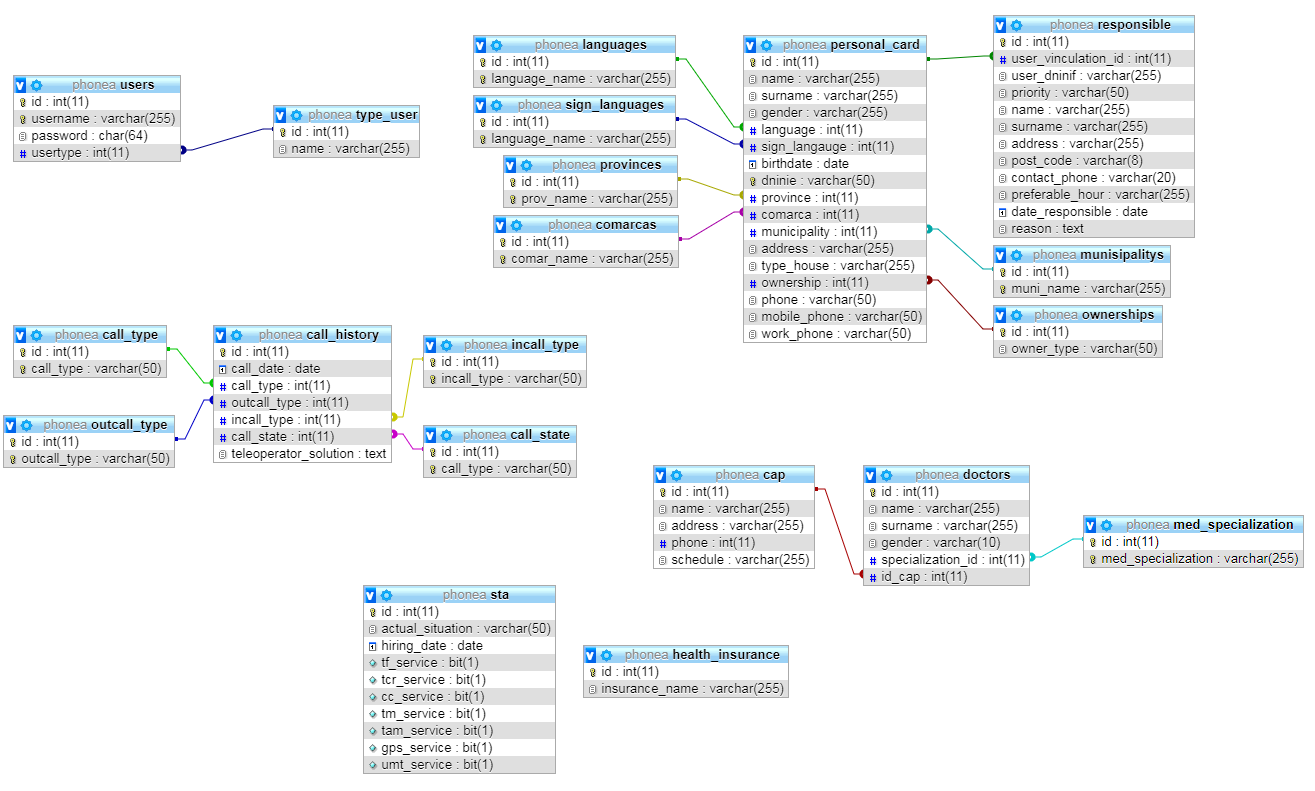 phonea users
id : int(11)
username : varchar(255)
password : char(64)
usertype : int(11)
phonea type_user
id : int(11)
name : varchar(255)
phonea languages
id : int(11)
language_name : varchar(255)
phonea sign_languages
id : int(11)
language_name : varchar(255)
phonea provinces
id : int(11)
prov_name : varchar(255)
phonea comarcas
id : int(11)
comar_name : varchar(255)
phonea personal_card
id : int(11)
name : varchar(255)
surname : varchar(255)
gender : varchar(255)
language : int(11)
sign_langauge : int(11)
birthdate : date
dninie : varchar(50)
province : int(11)
comarca : int(11)
municipality : int(11)
address : varchar(255)
type_house : varchar(255)
ownership : int(11)
phone : varchar(50)
mobile_phone : varchar(50)
work_phone : varchar(50)
phonea responsible
id : int(11)
user_vinculation_id : int(11)
user_dninif : varchar(255)
priority : varchar(50)
name : varchar(255)
surname : varchar(255)
address : varchar(255)
post_code : varchar(8)
contact_phone : varchar(20)
preferable_hour : varchar(255)
date_responsible : date
reason : text
phonea munisipalitys
id : int(11)
muni_name : varchar(255)
phonea ownerships
id : int(11)
owner_type : varchar(50)
phonea call_type
id : int(11)
call_type : varchar(50)
phonea outcall_type
id : int(11)
outcall_type : varchar(50)
phonea call_history
id : int(11)
call_date : date
call_type : int(11)
outcall_type : int(11)
incall_type : int(11)
call_state : int(11)
teleoperator_solution : text
phonea incall_type
id : int(11)
incall_type : varchar(50)
phonea call_state
id : int(11)
call_type : varchar(50)
phonea cap
id : int(11)
name : varchar(255)
address : varchar(255)
phone : int(11)
schedule : varchar(255)
phonea doctors
id : int(11)
name : varchar(255)
surname : varchar(255)
gender : varchar(10)
specialization_id : int(11)
id_cap : int(11)
phonea med_specialization
id : int(11)
med_specialization : varchar(255)
phonea sta
id : int(11)
actual_situation : varchar(50)
hiring_date : date
tf_service : bit(1)
tcr_service : bit(1)
cc_service : bit(1)
tm_service : bit(1)
tam_service : bit(1)
gps_service : bit(1)
umt_service : bit(1)
phonea health_insurance
id : int(11)
insurance_name : varchar(255)